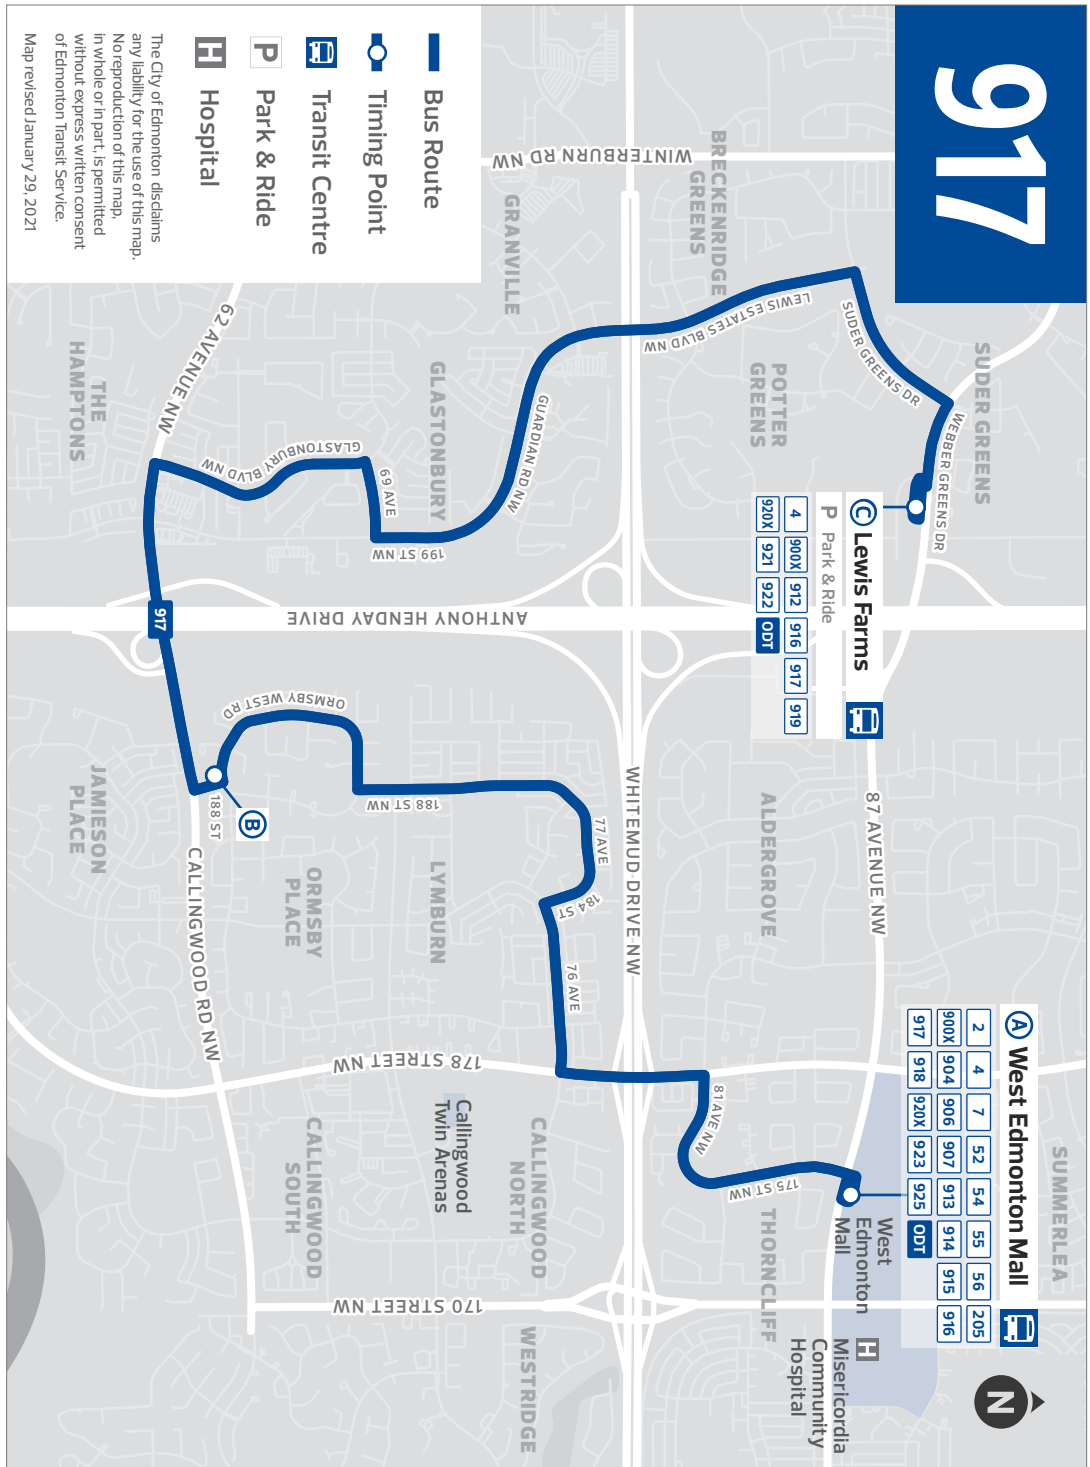 917
WINTERBURN RD NW
BRECKENRIDGE
GREENS
GRANVILLE
LEWIS ESTATES BLVD NW
SUDER GREENS DR
SUDER GREENS
WEBBER GREENS DR
POTTER
GREENS
C Lewis Farms
P Park & Ride
4 900X 912 916 917 919
920X 921 922 ODT
87 AVENUE NW
A West Edmonton Mall
2 4 7 52 54 55 56 205
900X 904 906 907 913 914 915 916
917 918 920X 923 925 ODT
SUMMERLEA
West
Edmonton
Mall
H
Misericordia
Community
Hospital
N
ALDERGROVE
THORNCLIFF
175 ST NW
81 AVE NW
WHITEMUD DRIVE NW
GUARDIAN RD NW
GLASTONBURY
199 ST NW
69 AVE
GLASTONBURY BLVD NW
62 AVENUE NW
THE
HAMPTONS
ANTHONY HENDAY DRIVE
917
ORMSBY WEST RD
188 ST NW
77 AVE
184 ST
76 AVE
B
188 ST
JAMIESON
PLACE
ORMSBY
PLACE
LYMBURN
CALLINGWOOD RD NW
178 STREET NW
Callingwood
Twin Arenas
CALLINGWOOD
NORTH
CALLINGWOOD
SOUTH
170 STREET NW
WESTRIDGE
Bus Route
Timing Point
Transit Centre
P Park & Ride
H Hospital
The City of Edmonton disclaims
any liability for the use of this map.
No reproduction of this map,
in whole or in part, is permitted
without express written consent
of Edmonton Transit Service.
Map revised January 29, 2021